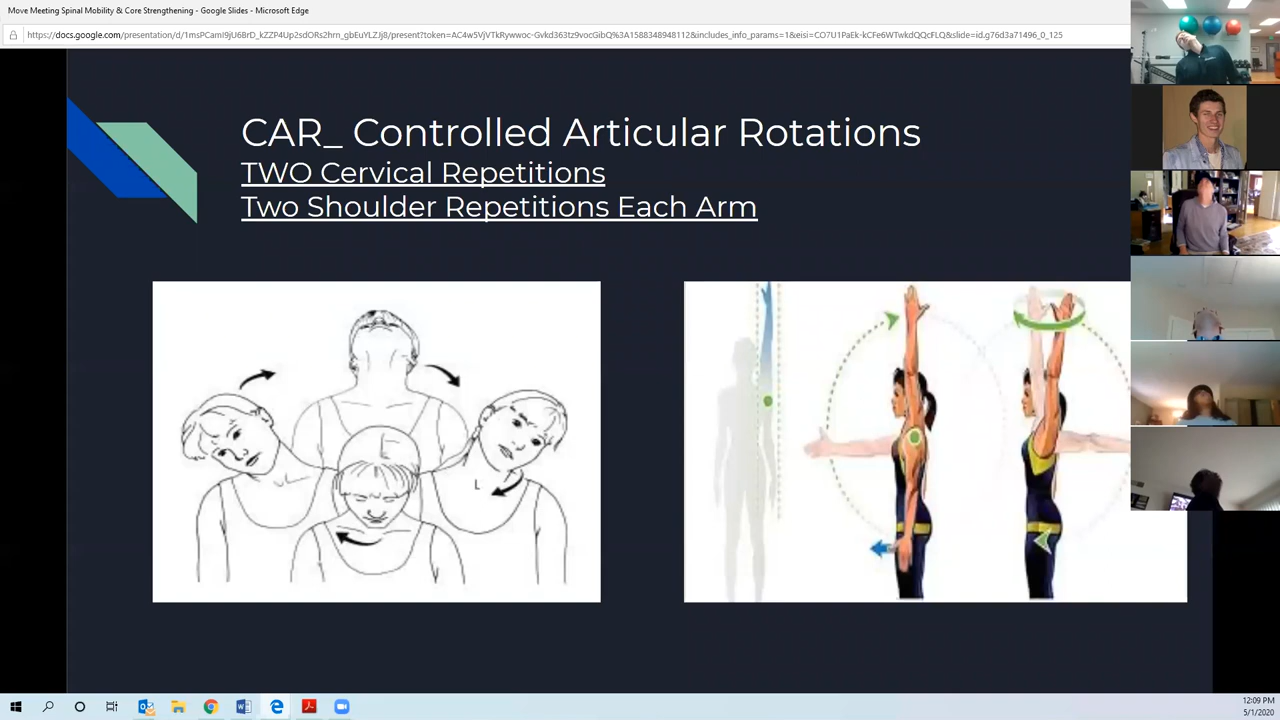 Move Meeting Spinal Mobility & Core Strengthening - Google Slides - Microsoft Edge
CAR_ Controlled Articular Rotations
TWO Cervical Repetitions
Two Shoulder Repetitions Each Arm
L
12:09 PM
5/1/2020